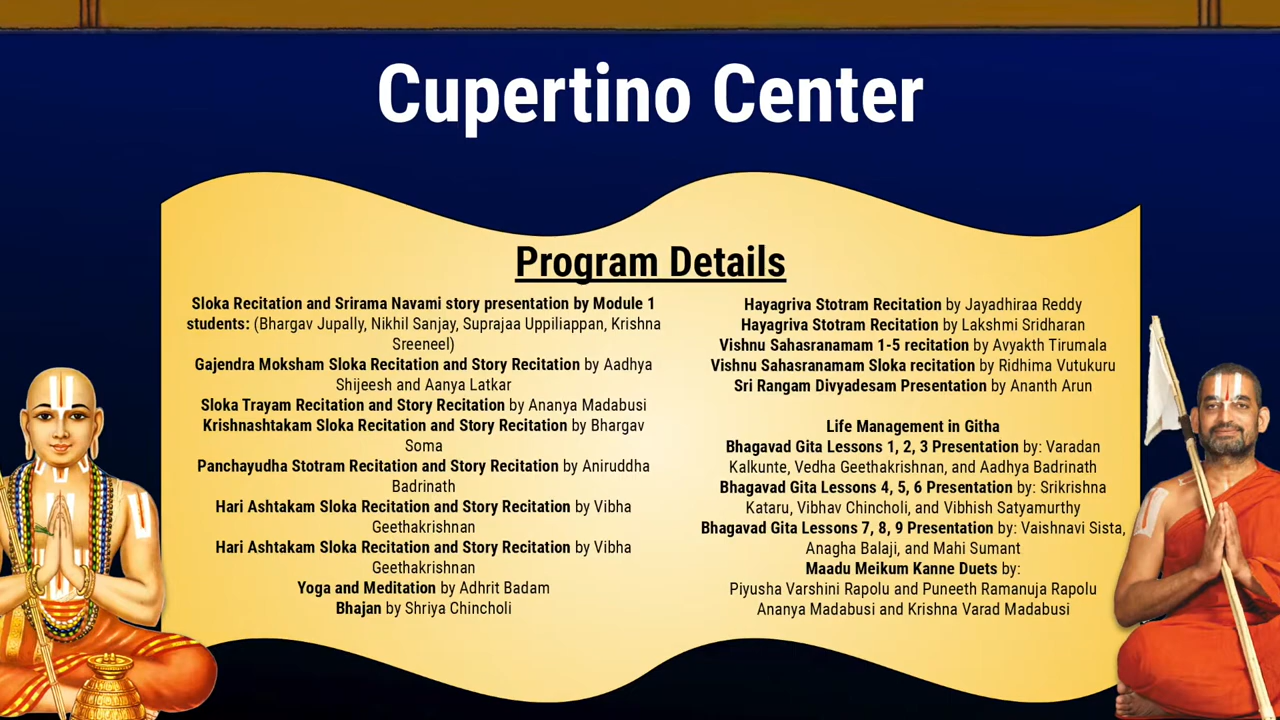 Cupertino Center
Program Details
Sloka Recitation and Srirama Navami story presentation by Module 1
students: (Bhargav Jupally, Nikhil Sanjay, Suprajaa Uppiliappan, Krishna
Sreeneel)
Gajendra Moksham Sloka Recitation and Story Recitation by Aadhya
Shijeesh and Aanya Latkar
Sloka Trayam Recitation and Story Recitation by Ananya Madabusi
Krishnashtakam Sloka Recitation and Story Recitation by Bhargav
Soma
Panchayudha Stotram Recitation and Story Recitation by Aniruddha
Badrinath
Hari Ashtakam Sloka Recitation and Story Recitation by Vibha
Geethakrishnan
Hari Ashtakam Sloka Recitation and Story Recitation by Vibha
Geethakrishnan
Yoga and Meditation by Adhrit Badam
Bhajan by Shriya Chincholi
Hayagriva Stotram Recitation by Jayadhiraa Reddy
Hayagriva Stotram Recitation by Lakshmi Sridharan
Vishnu Sahasranamam 1-5 recitation by Avyakth Tirumala
Vishnu Sahasranamam Sloka recitation by Ridhima Vutukuru
Sri Rangam Divyadesam Presentation by Ananth Arun
Life Management in Githa
Bhagavad Gita Lessons 1, 2, 3 Presentation by: Varadan
Kalkunte, Vedha Geethakrishnan, and Aadhya Badrinath
Bhagavad Gita Lessons 4, 5, 6 Presentation by: Srikrishna
Kataru, Vibhav Chincholi, and Vibhish Satyamurthy
Bhagavad Gita Lessons 7, 8, 9 Presentation by: Vaishnavi Sista,
Anagha Balaji, and Mahi Sumant
Maadu Meikum Kanne Duets by:
Piyusha Varshini Rapolu and Puneeth Ramanuja Rapolu
Ananya Madabusi and Krishna Varad Madabusi